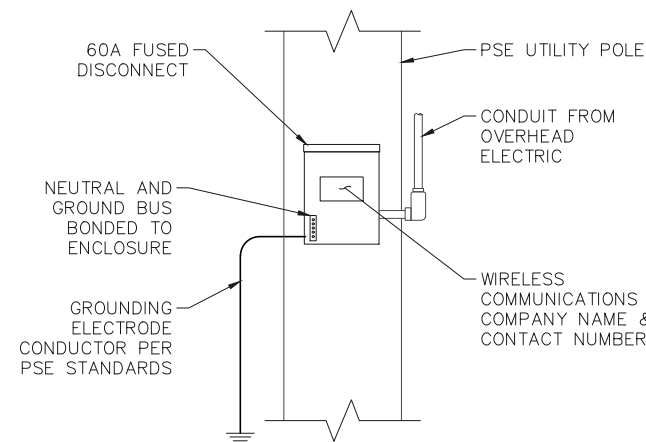 60A FUSED
DISCONNECT
PSE UTILITY POLE
CONDUIT FROM
OVERHEAD
ELECTRIC
NEUTRAL AND
GROUND BUS
BONDED TO
ENCLOSURE
WIRELESS
COMMUNICATIONS
COMPANY NAME &
CONTACT NUMBER
GROUNDING
ELECTRODE
CONDUCTOR PER
PSE STANDARDS